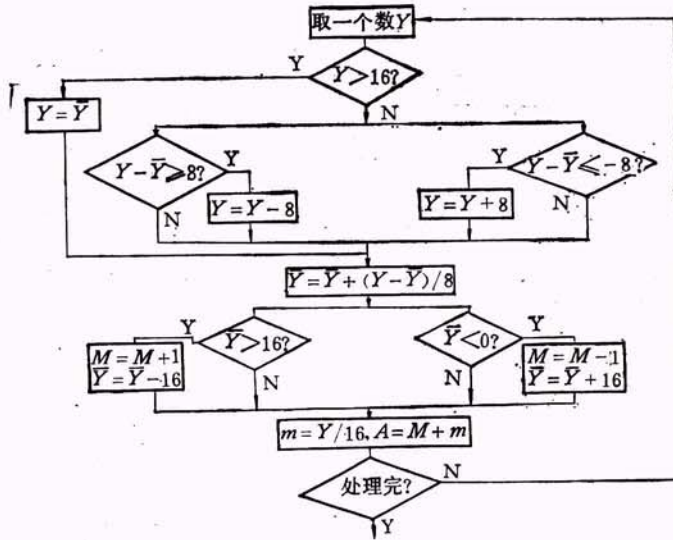 取一个数Y
Y
Y>16?
N
Y=Ȳ
Y-Ȳ≥8?
Y
N
Y=Y-8
Y
Y-Ȳ≤-8?
N
Y=Y+8
Ȳ=Ȳ+(Y-Ȳ)/8
Y
Ȳ>16?
N
M=M+1
Ȳ=Ȳ-16
Ȳ<0?
Y
N
M=M-1
Ȳ=Ȳ+16
m=Y/16,A=M+m
处理完?
N
Y